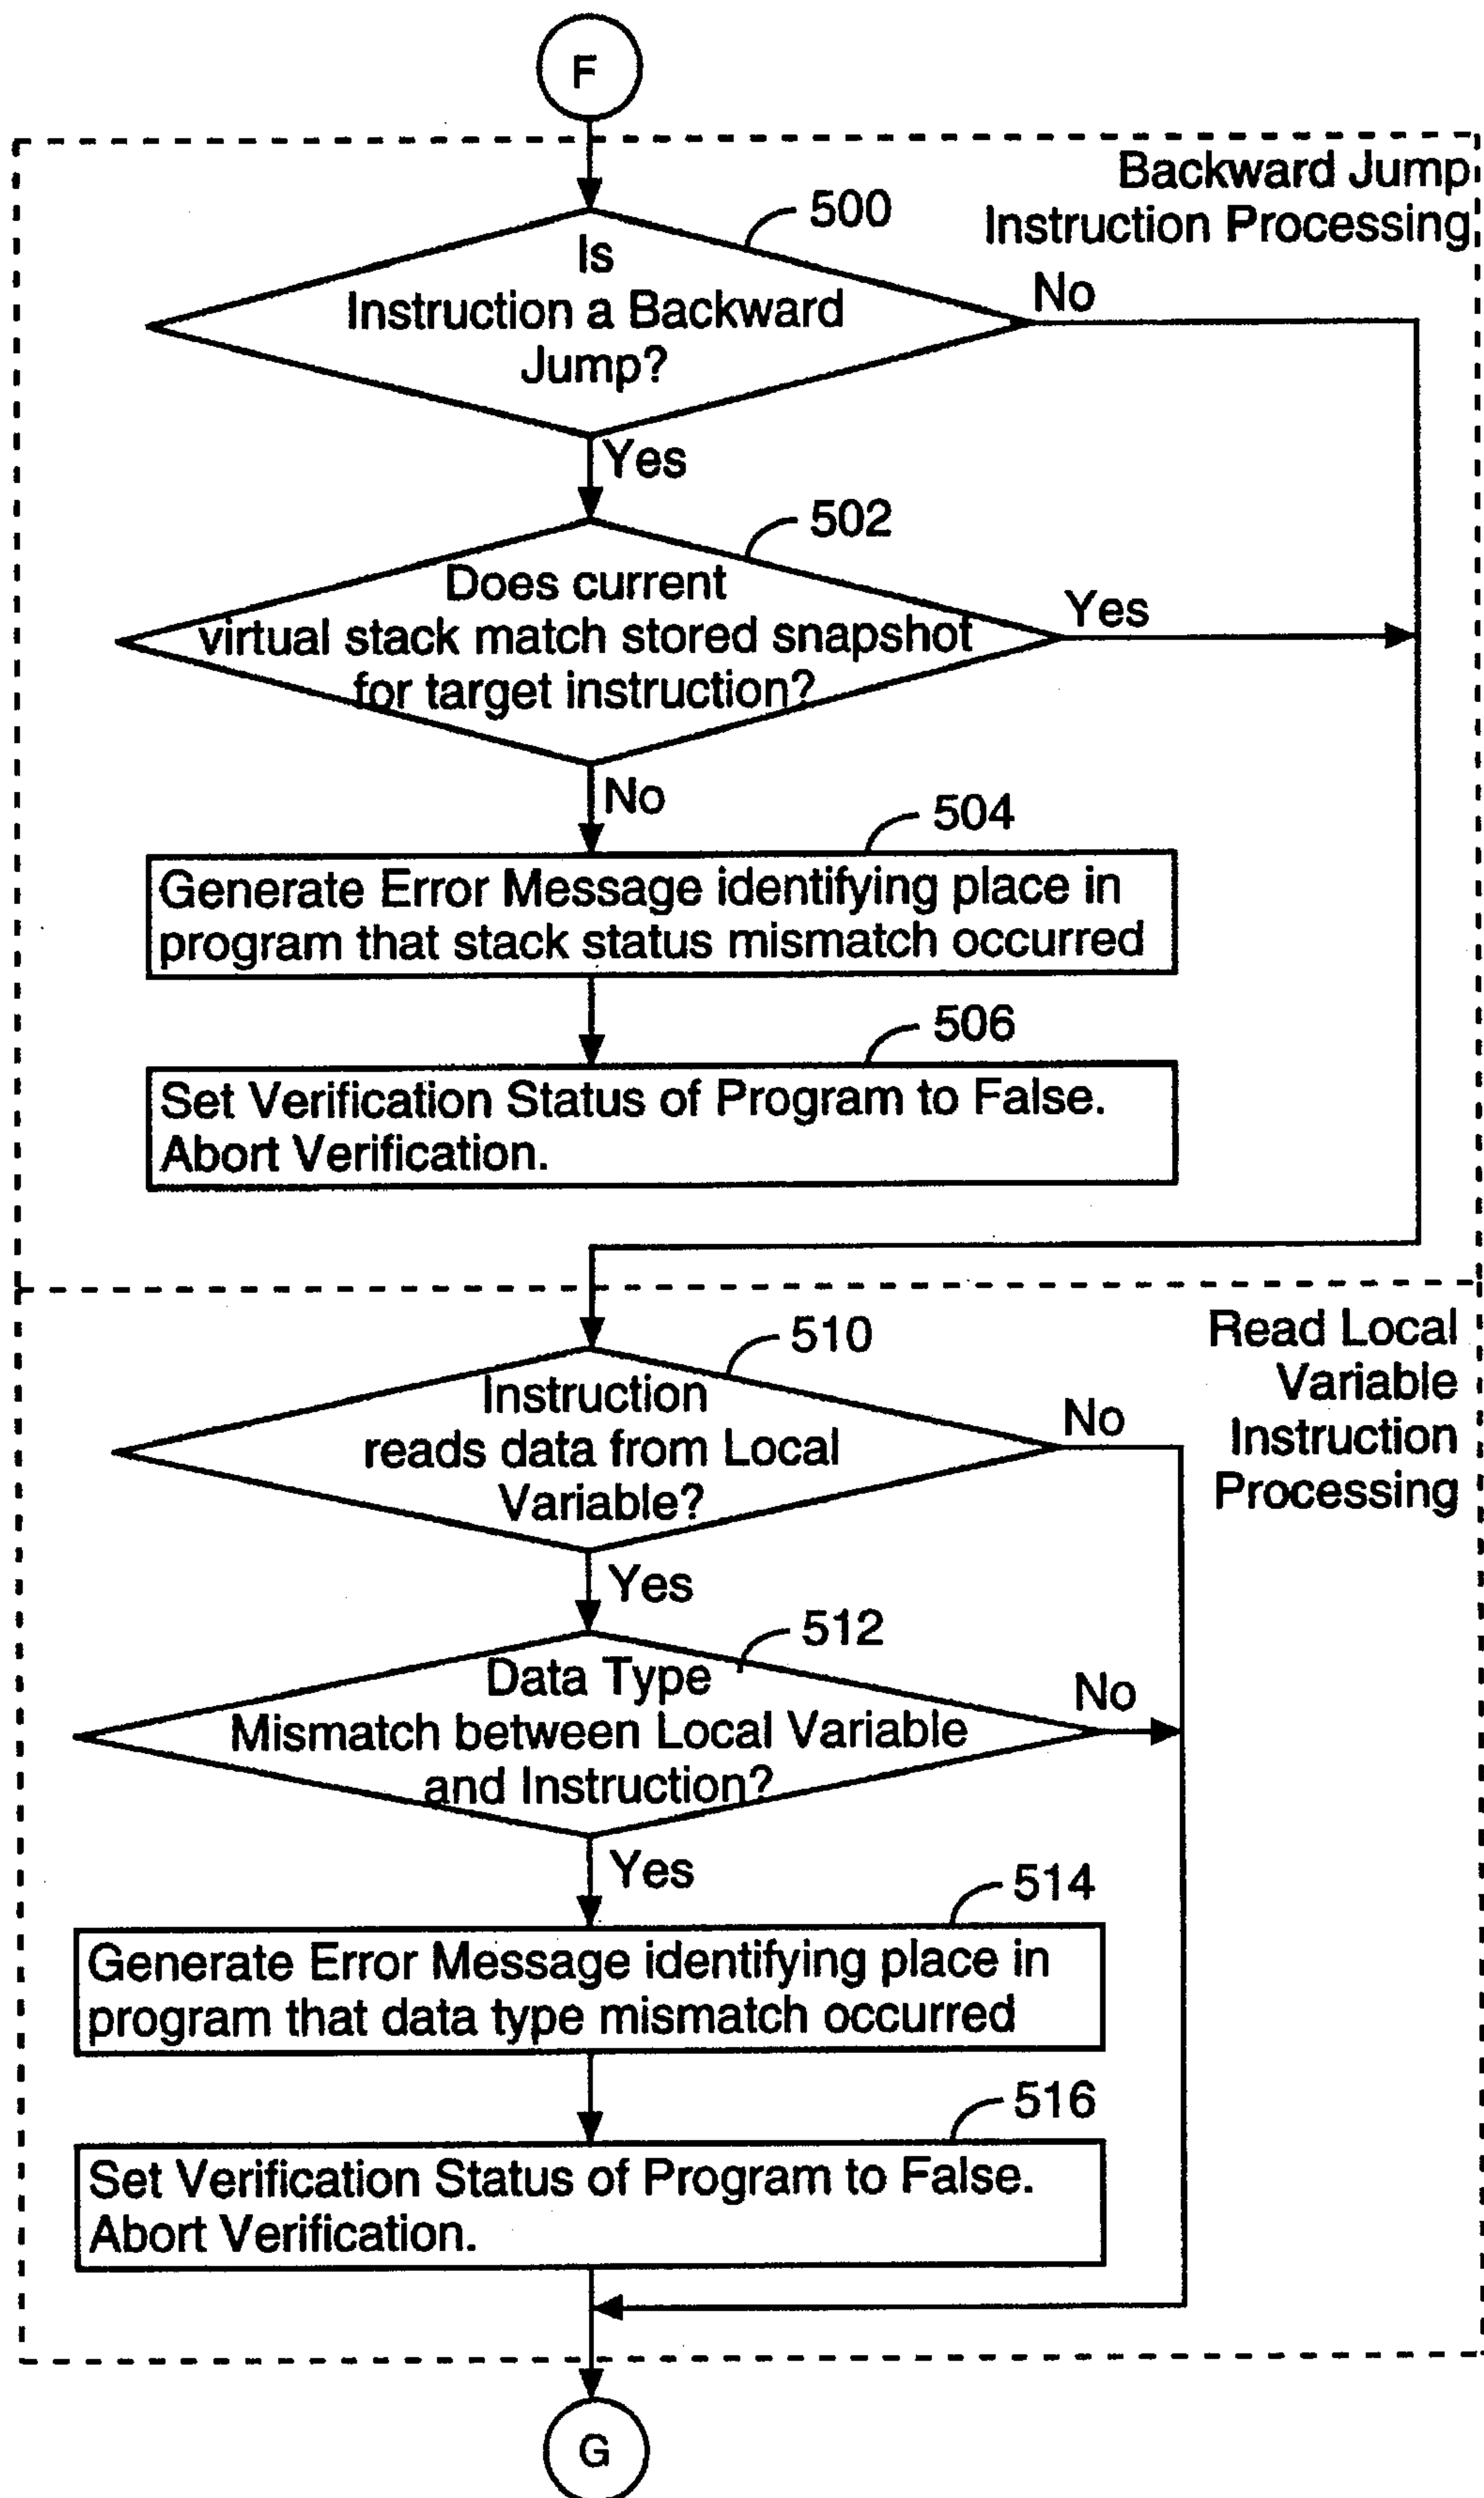 F
Backward Jump
Instruction Processing
500
Is
Instruction a Backward
Jump?
No
Yes
502
Does current
virtual stack match stored snapshot
for target instruction?
Yes
No
504
Generate Error Message identifying place in
program that stack status mismatch occurred
506
Set Verification Status of Program to False.
Abort Verification.
Read Local
Variable
Instruction
Processing
510
Instruction
reads data from Local
Variable?
No
Yes
512
Data Type
Mismatch between Local Variable
and Instruction?
No
Yes
514
Generate Error Message identifying place in
program that data type mismatch occurred
516
Set Verification Status of Program to False.
Abort Verification.
G